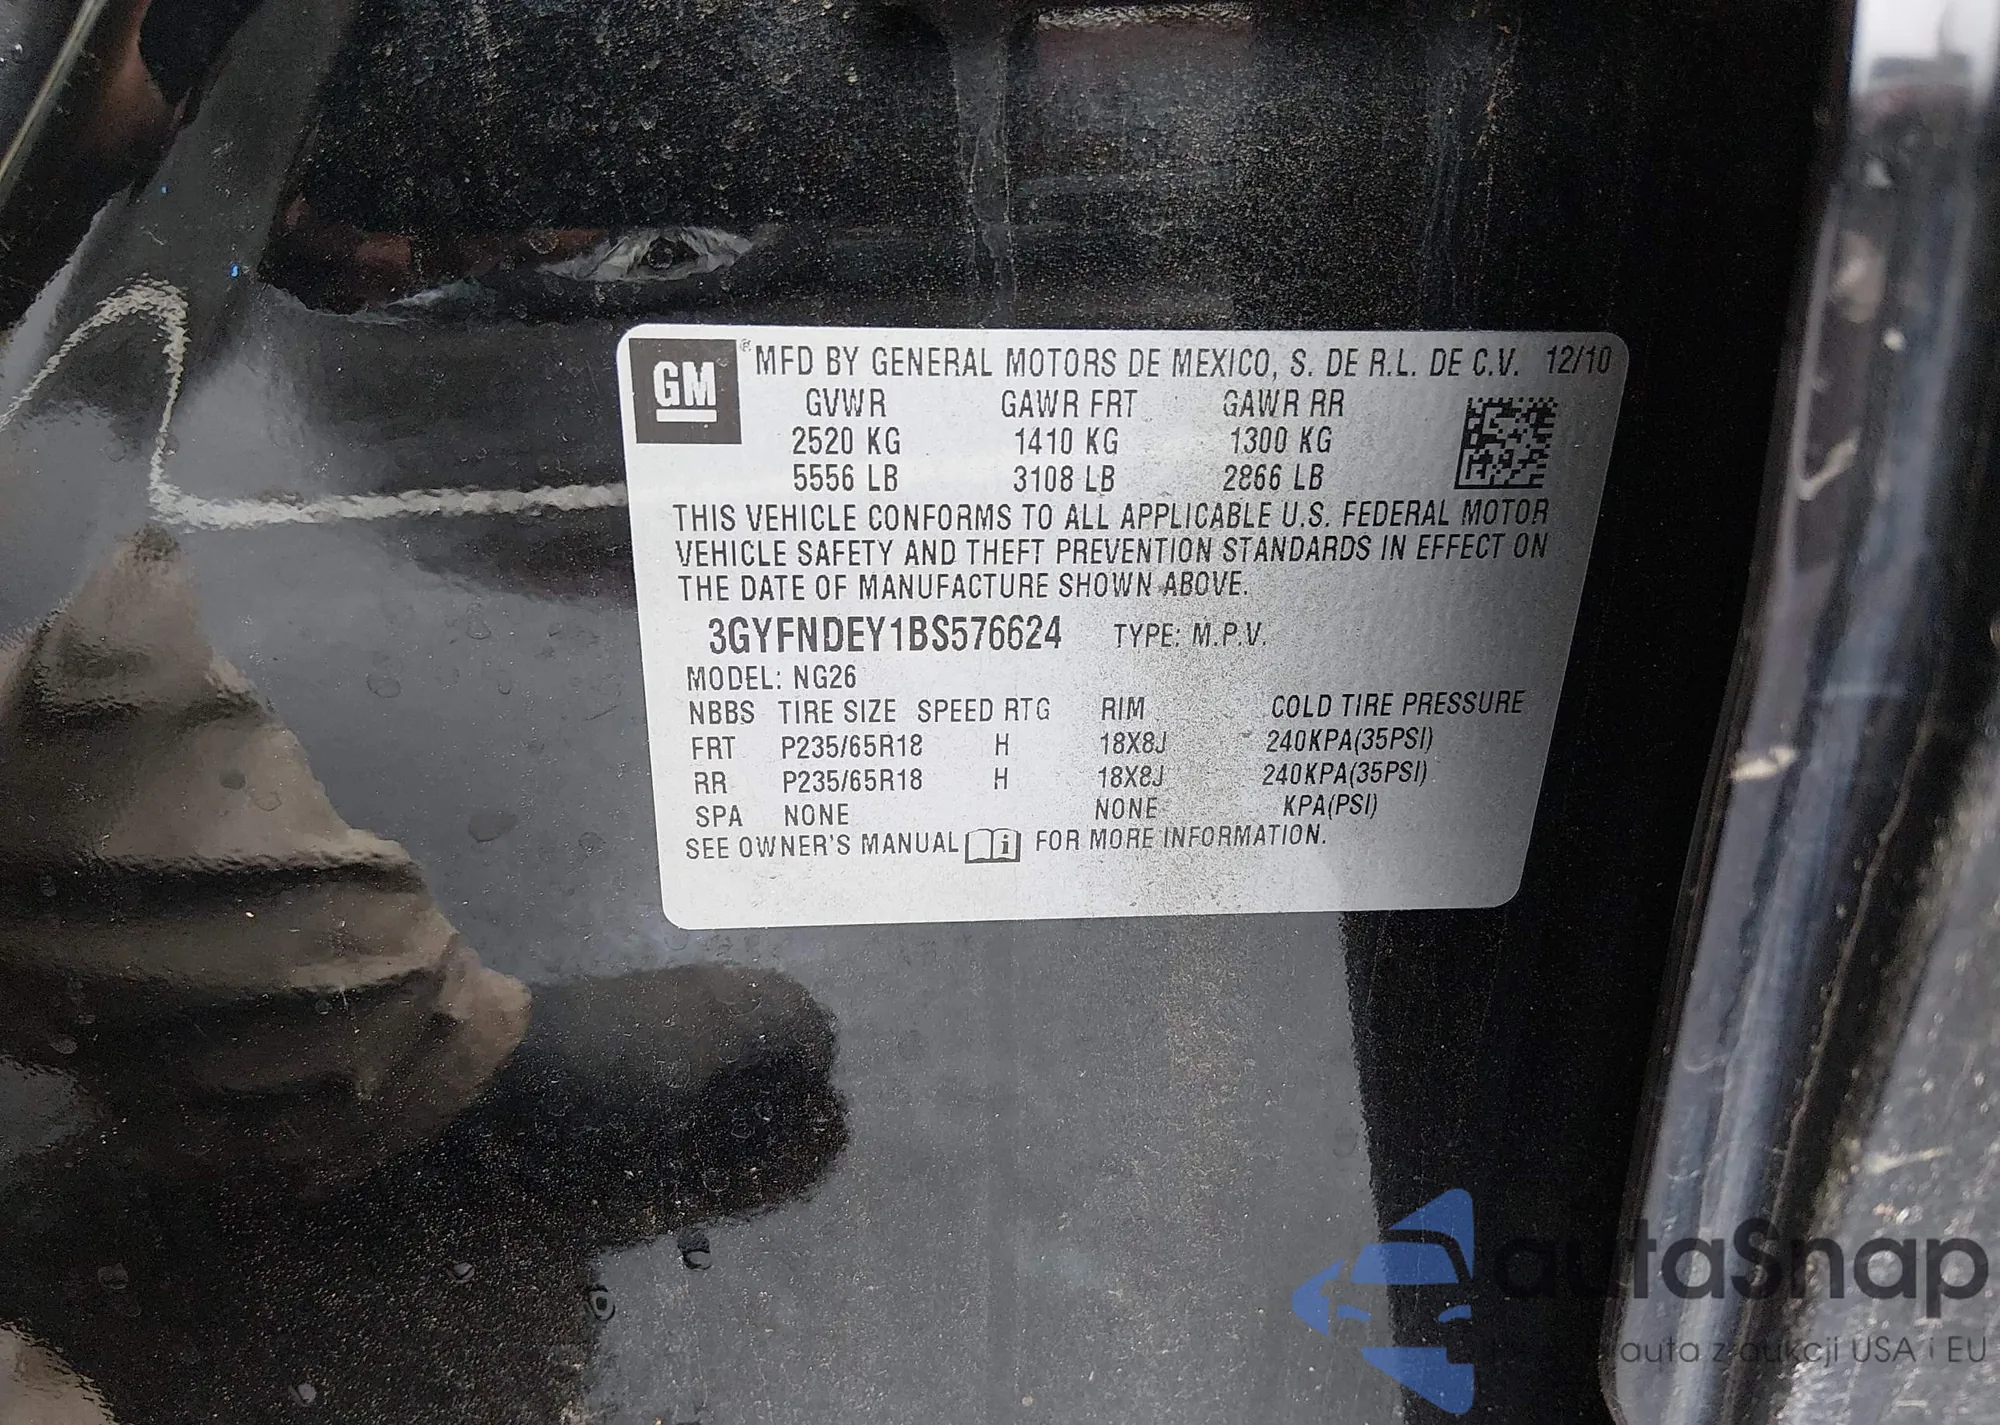 GM ® MFD BY GENERAL MOTORS DE MEXICO, S. DE R.L. DE C.V. 12/10
GVWR GAWR FRT GAWR RR
2520 KG 1410 KG 1300 KG
5556 LB 3108 LB 2866 LB
THIS VEHICLE CONFORMS TO ALL APPLICABLE U.S. FEDERAL MOTOR
VEHICLE SAFETY AND THEFT PREVENTION STANDARDS IN EFFECT ON
THE DATE OF MANUFACTURE SHOWN ABOVE.
3GYFNDEY1BS576624 TYPE: M.P.V.
MODEL: NG26
NBBS TIRE SIZE SPEED RTG RIM COLD TIRE PRESSURE
FRT P235/65R18 H 18X8J 240KPA(35PSI)
RR P235/65R18 H 18X8J 240KPA(35PSI)
SPA NONE NONE KPA(PSI)
SEE OWNER'S MANUAL i FOR MORE INFORMATION.
autaSnap
auta z aukcji USA i EU